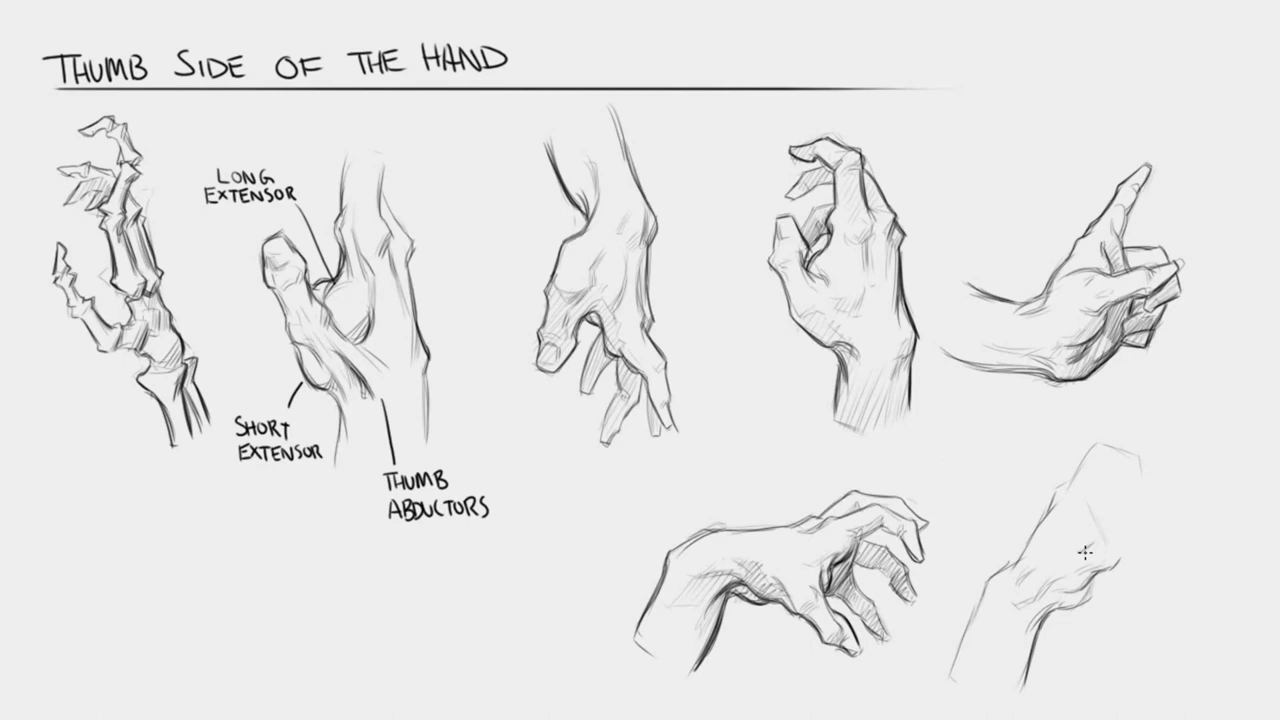 THUMB SIDE OF THE HAND
LONG
EXTENSOR
SHORT
EXTENSOR
THUMB
ABDUCTORS